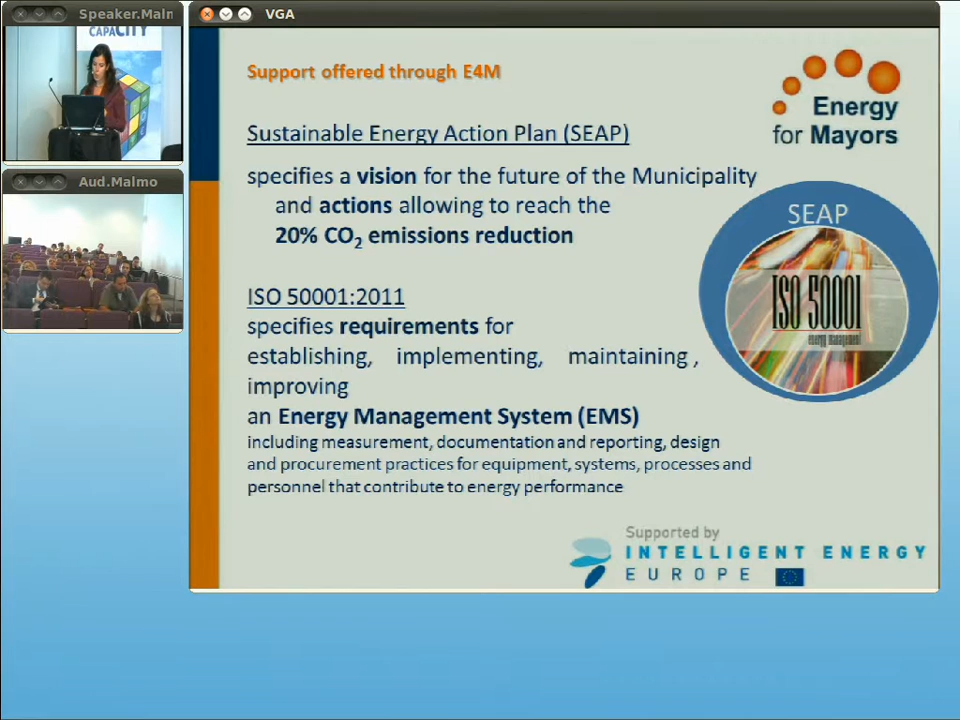 Speaker.Malm
CAPACITY
Aud.Malmo
VGA
Support offered through E4M
Energy
for Mayors
Sustainable Energy Action Plan (SEAP)
specifies a vision for the future of the Municipality
and actions allowing to reach the
20% CO2 emissions reduction
SEAP
ISO 50001
energy management
ISO 50001:2011
specifies requirements for
establishing, implementing, maintaining ,
improving
an Energy Management System (EMS)
including measurement, documentation and reporting, design
and procurement practices for equipment, systems, processes and
personnel that contribute to energy performance
Supported by
INTELLIGENT ENERGY
EUROPE